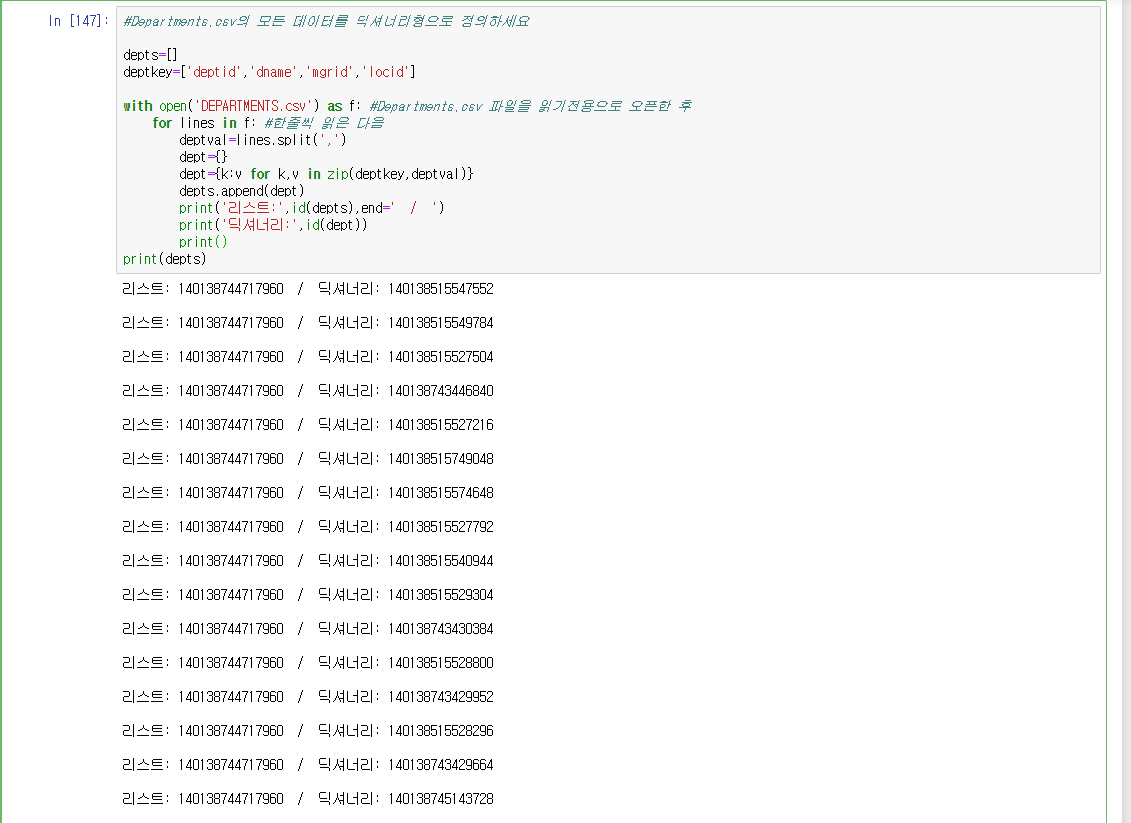 In [147]: #Departments.csv의 모든 데이터를 딕셔너리형으로 정의하세요
depts=[]
deptkey=['deptid','dname','mgrid','locid']
with open('DEPARTMENTS.csv') as f: #Departments.csv 파일을 읽기전용으로 오픈한 후
for lines in f: #한줄씩 읽은 다음
deptval=lines.split(',')
dept={}
dept={k:v for k,v in zip(deptkey,deptval)}
depts.append(dept)
print('리스트:',id(depts),end='  /  ')
print('딕셔너리:',id(dept))
print()
print(depts)
리스트: 140138744717960  /  딕셔너리: 140138515547552
리스트: 140138744717960  /  딕셔너리: 140138515549784
리스트: 140138744717960  /  딕셔너리: 140138515527504
리스트: 140138744717960  /  딕셔너리: 140138743446840
리스트: 140138744717960  /  딕셔너리: 140138515527216
리스트: 140138744717960  /  딕셔너리: 140138515749048
리스트: 140138744717960  /  딕셔너리: 140138515574648
리스트: 140138744717960  /  딕셔너리: 140138515527792
리스트: 140138744717960  /  딕셔너리: 140138515540944
리스트: 140138744717960  /  딕셔너리: 140138515529304
리스트: 140138744717960  /  딕셔너리: 140138743430384
리스트: 140138744717960  /  딕셔너리: 140138515528800
리스트: 140138744717960  /  딕셔너리: 140138743429952
리스트: 140138744717960  /  딕셔너리: 140138515528296
리스트: 140138744717960  /  딕셔너리: 140138743429664
리스트: 140138744717960  /  딕셔너리: 140138745143728